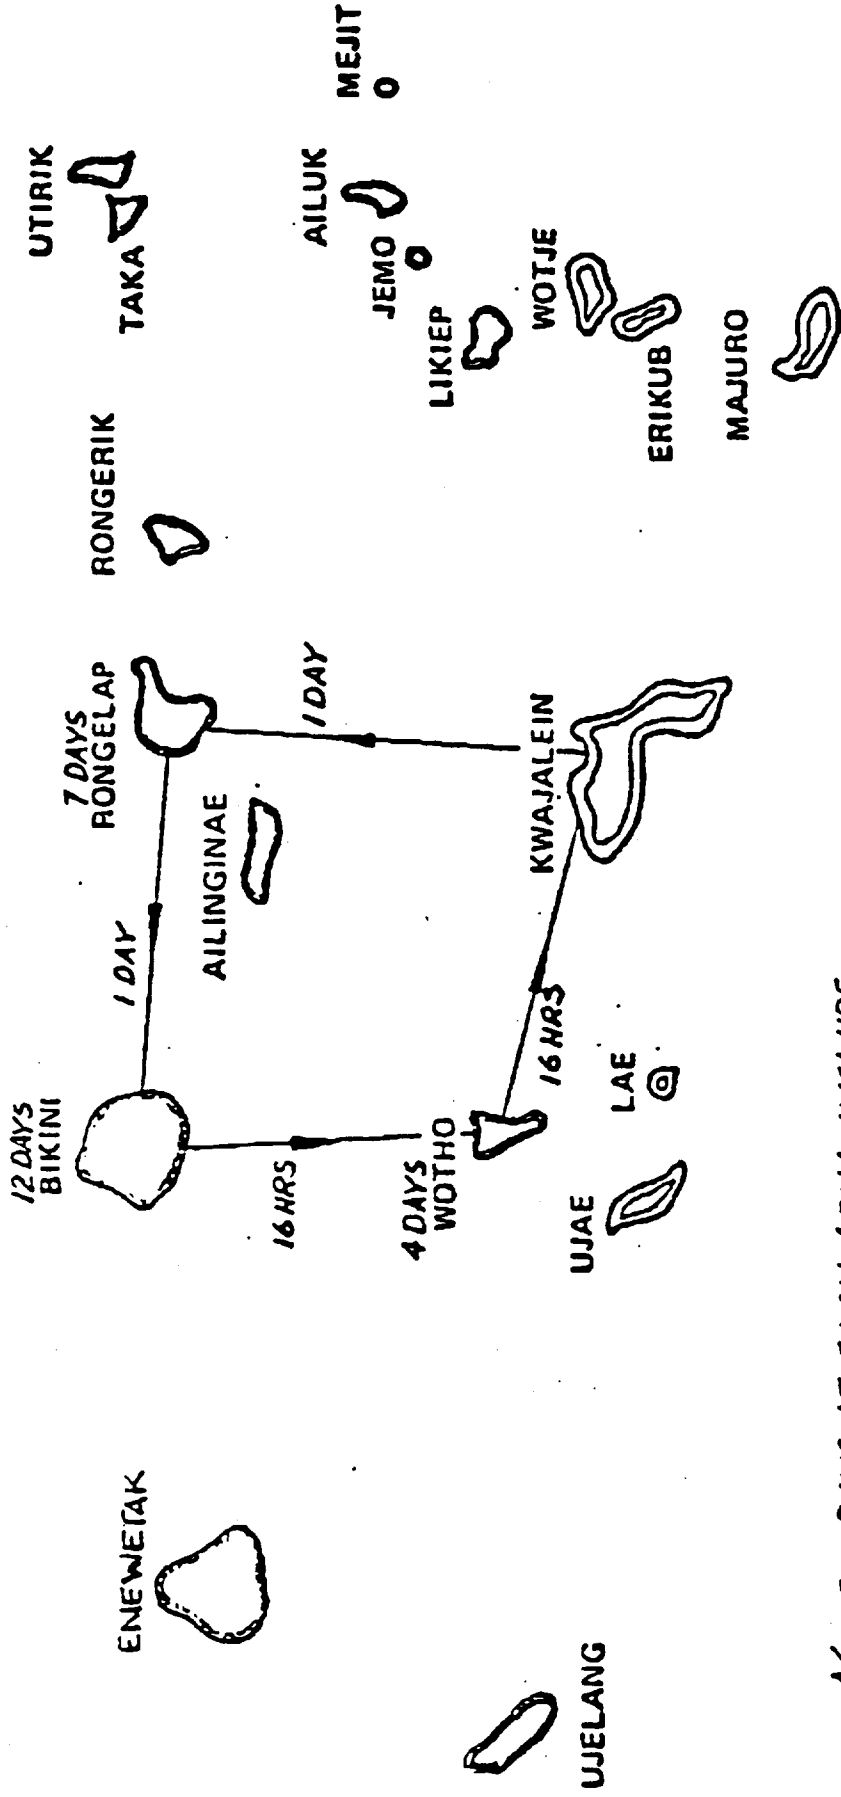 UTIRIK
TAKA
MEJIT
AILUK
JEMO
LIKIEP
WOTJE
ERIKUB
MAJURO
RONGERIK
7 DAYS
RONGELAP
1 DAY
1 DAY
AILINGINAE
KWAJALEIN
12 DAYS
BIKINI
16 HRS
4 DAYS
WOTHO
16 HRS
LAE
UJAE
ENEWETAK
UJELANG